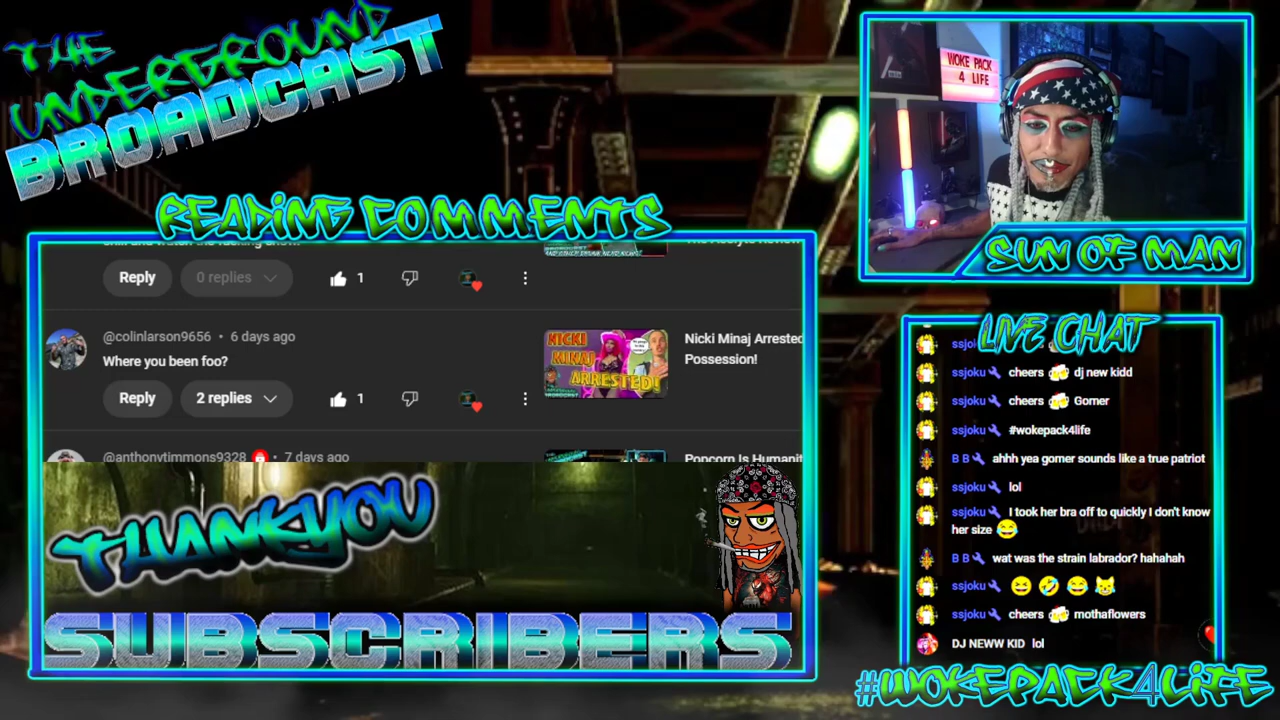 THE
UNDERGROUND
BROADCAST
WOKE PACK
4 LIFE
SUN OF MAN
READING COMMENTS
Reply
0 replies
1
@colinlarson9656 • 6 days ago
Where you been foo?
Reply
2 replies
1
NICKI
MINAJ
ARRESTED!
Nicki Minaj Arrested
Possession!
@anthonytimmons9328 • 7 days ago
Popcorn Is Humanit
THANKYOU
SUBSCRIBERS
LIVE CHAT
ssjoku cheers dj new kidd
ssjoku cheers Gomer
ssjoku #wokepack4life
B B ahhh yea gomer sounds like a true patriot
ssjoku lol
ssjoku I took her bra off to quickly I don't know
her size 😂
B B wat was the strain labrador? hahahah
ssjoku 😆 🤣 😂 😹
ssjoku cheers 🍻 mothaflowers
DJ NEWW KID lol
#WOKEPACK4LIFE